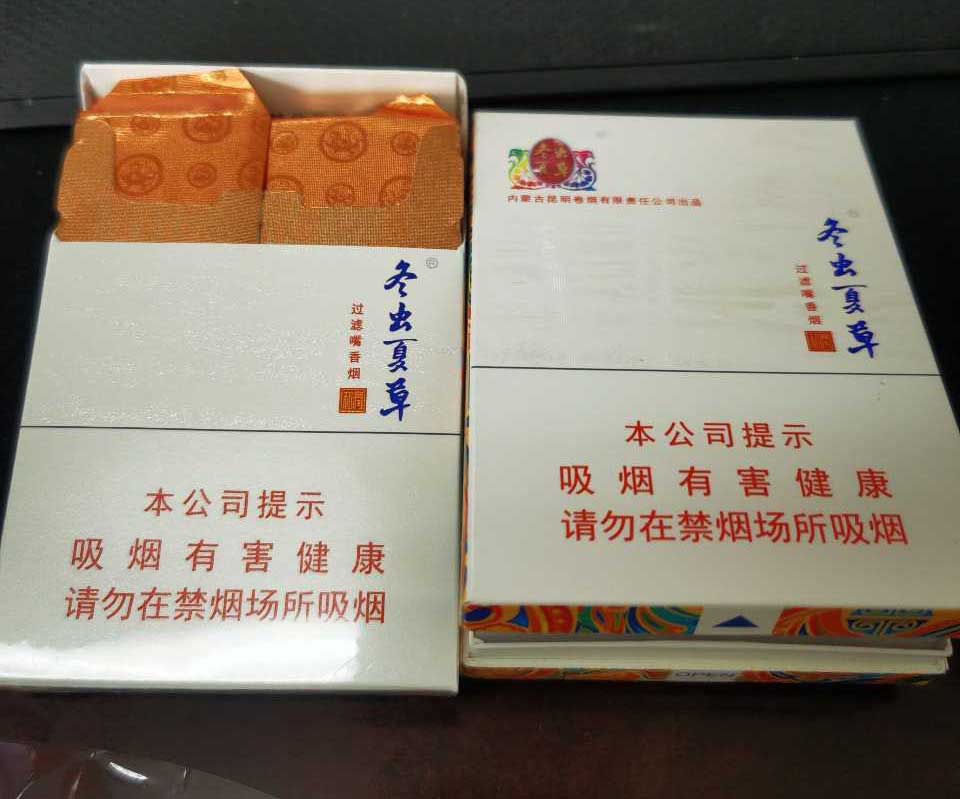 冬虫夏草
®
过滤嘴香烟
本公司提示
吸烟有害健康
请勿在禁烟场所吸烟
内蒙古昆明卷烟有限责任公司出品
冬虫夏草
过滤嘴香烟
本公司提示
吸烟有害健康
请勿在禁烟场所吸烟
OPEN